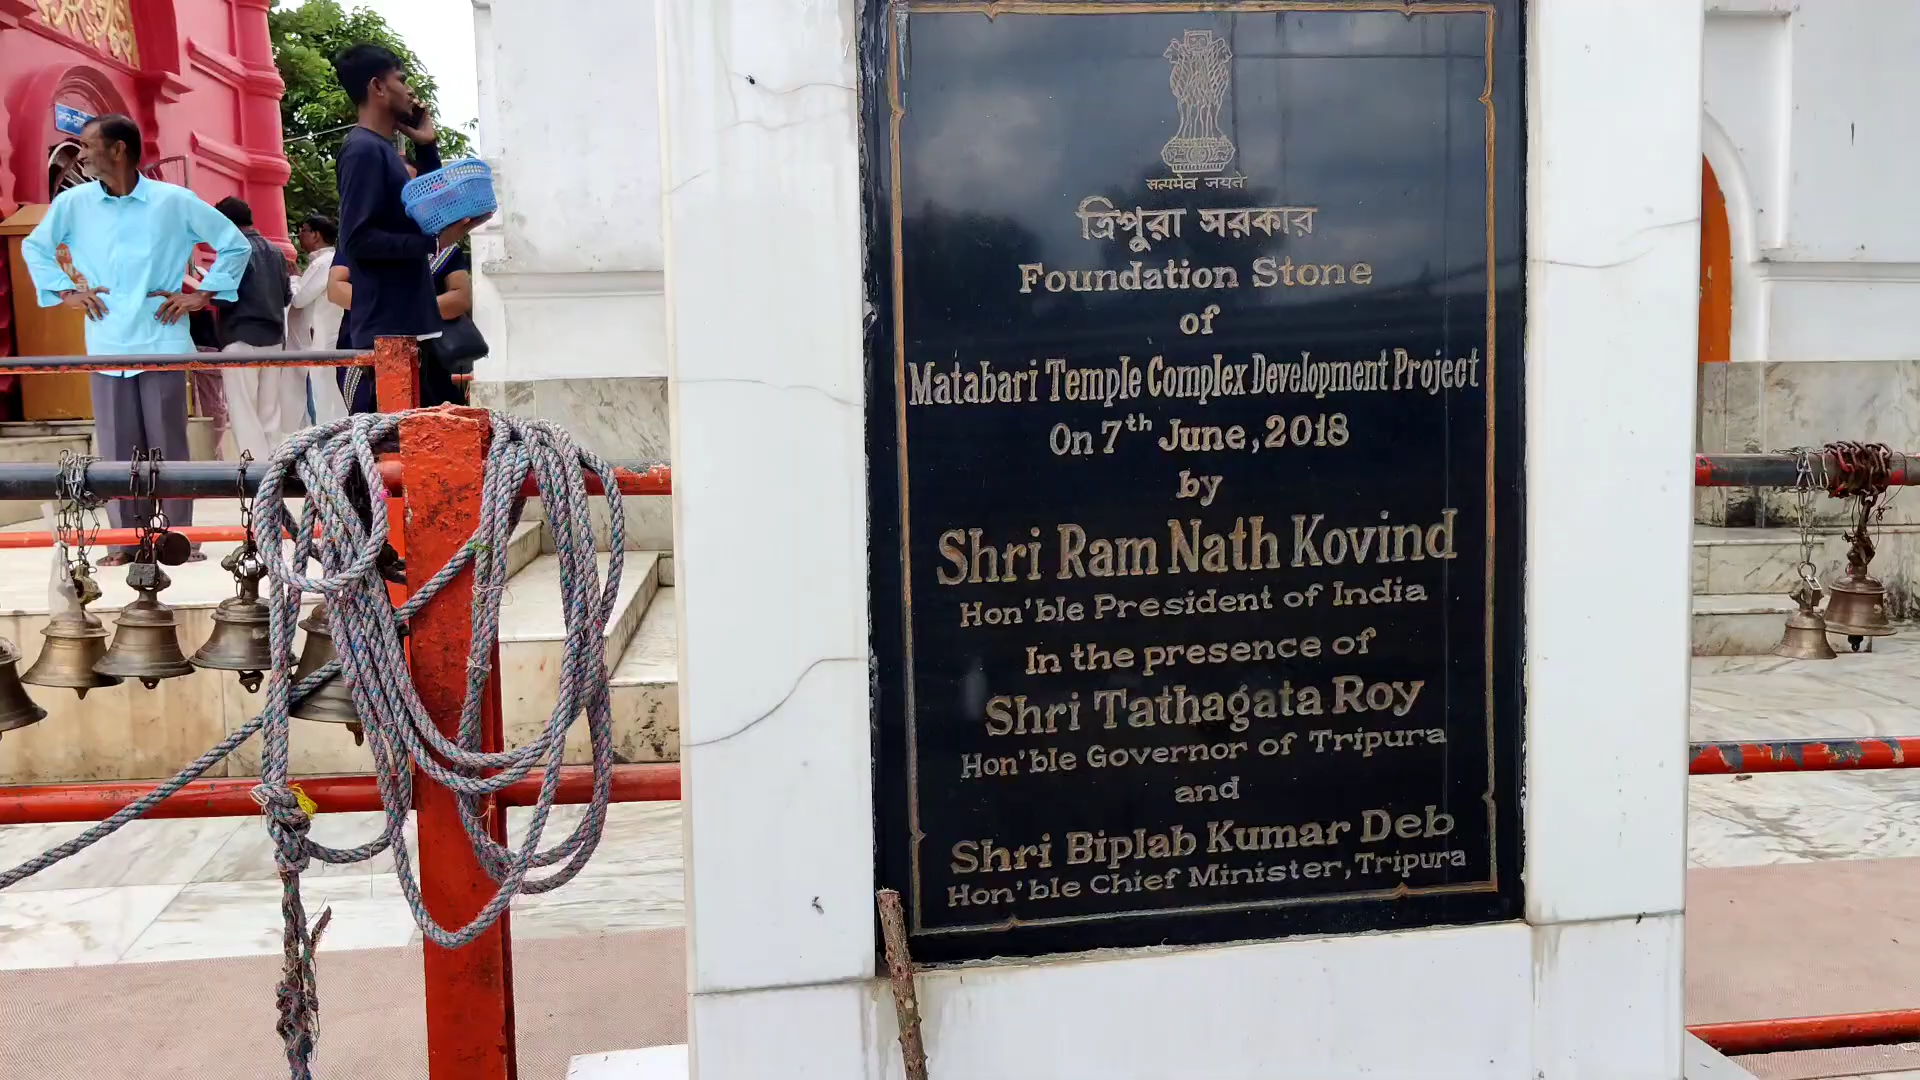 सत्यमेव जयते
ত্রিপুরা সরকার
Foundation Stone
of
Matabari Temple Complex Development Project
On 7th June, 2018
by
Shri Ram Nath Kovind
Hon'ble President of India
In the presence of
Shri Tathagata Roy
Hon'ble Governor of Tripura
and
Shri Biplab Kumar Deb
Hon'ble Chief Minister, Tripura